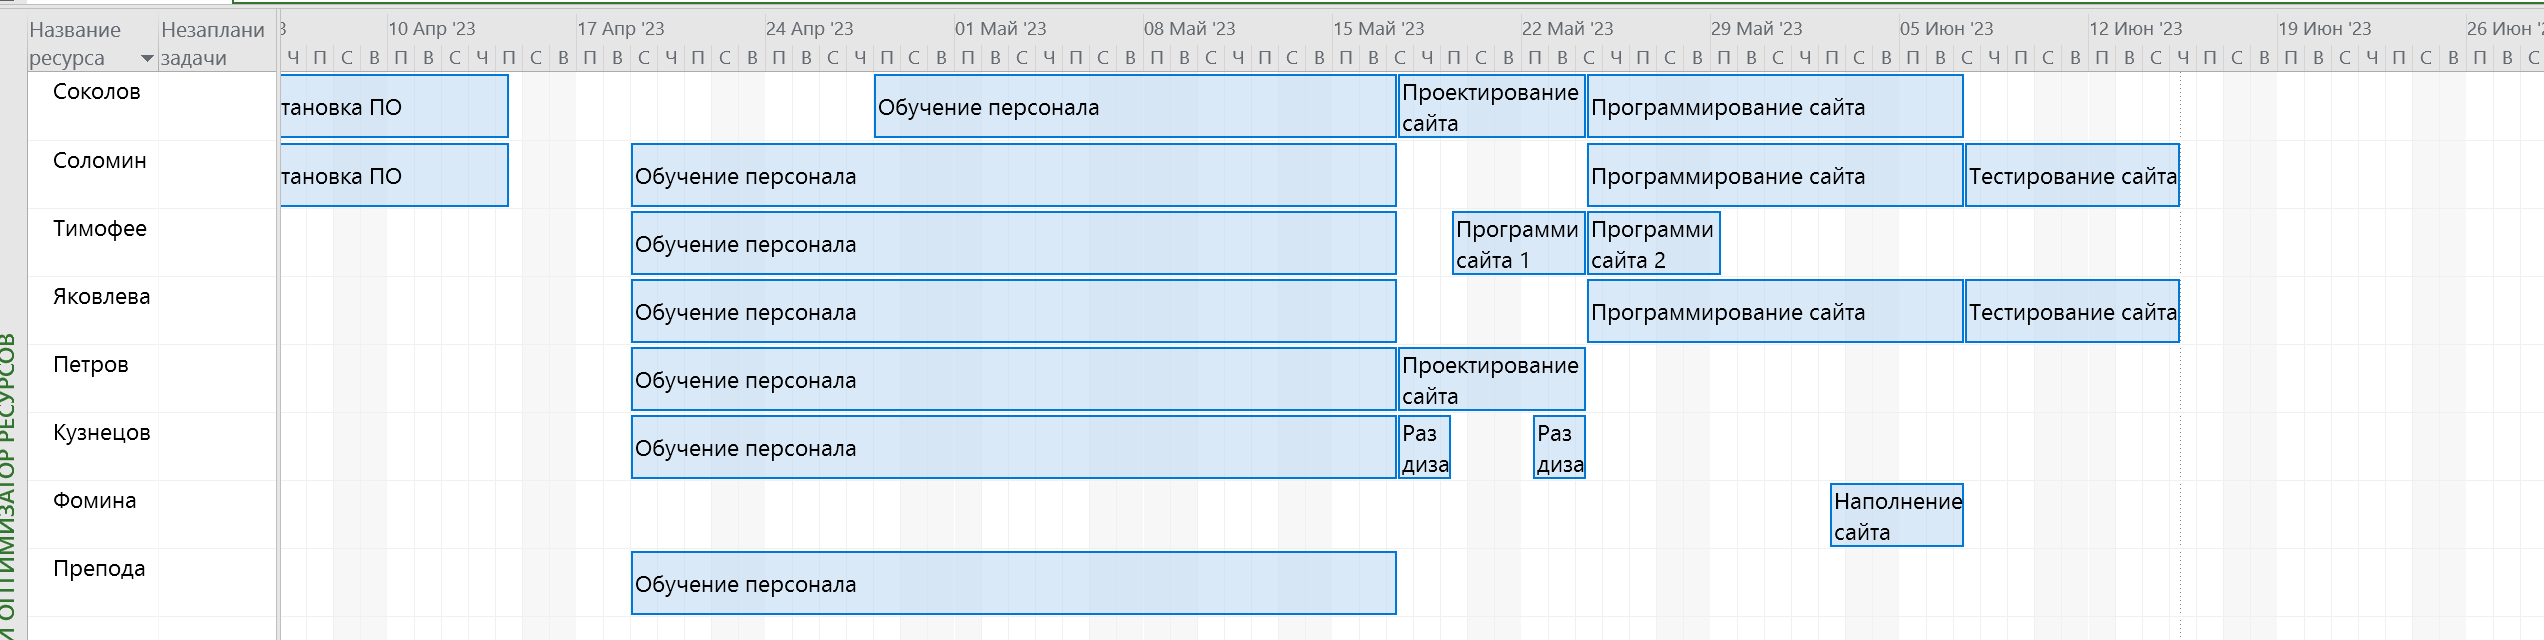 Название ресурса
Незаплани задачи
3
10 Апр '23
17 Апр '23
24 Апр '23
01 Май '23
08 Май '23
15 Май '23
22 Май '23
29 Май '23
05 Июн '23
12 Июн '23
19 Июн '23
26 Июн '
Ч П С В П В С Ч П С В П В С Ч П С В П В С Ч П С В П В С Ч П С В П В С Ч П С В П В С Ч П С В П В С Ч П С В П В С Ч П С В П В С Ч П С В П В С Ч П С В П В С
Соколов
тановка ПО
Обучение персонала
Проектирование
сайта
Программирование сайта
Соломин
тановка ПО
Обучение персонала
Программирование сайта
Тестирование сайта
Тимофее
Обучение персонала
Программи
сайта 1
Программи
сайта 2
Яковлева
Обучение персонала
Программирование сайта
Тестирование сайта
Петров
Обучение персонала
Проектирование
сайта
Кузнецов
Обучение персонала
Раз
диза
Раз
диза
Фомина
Наполнение
сайта
Препода
Обучение персонала
И ОПТИМИЗАТОР РЕСУРСОВ